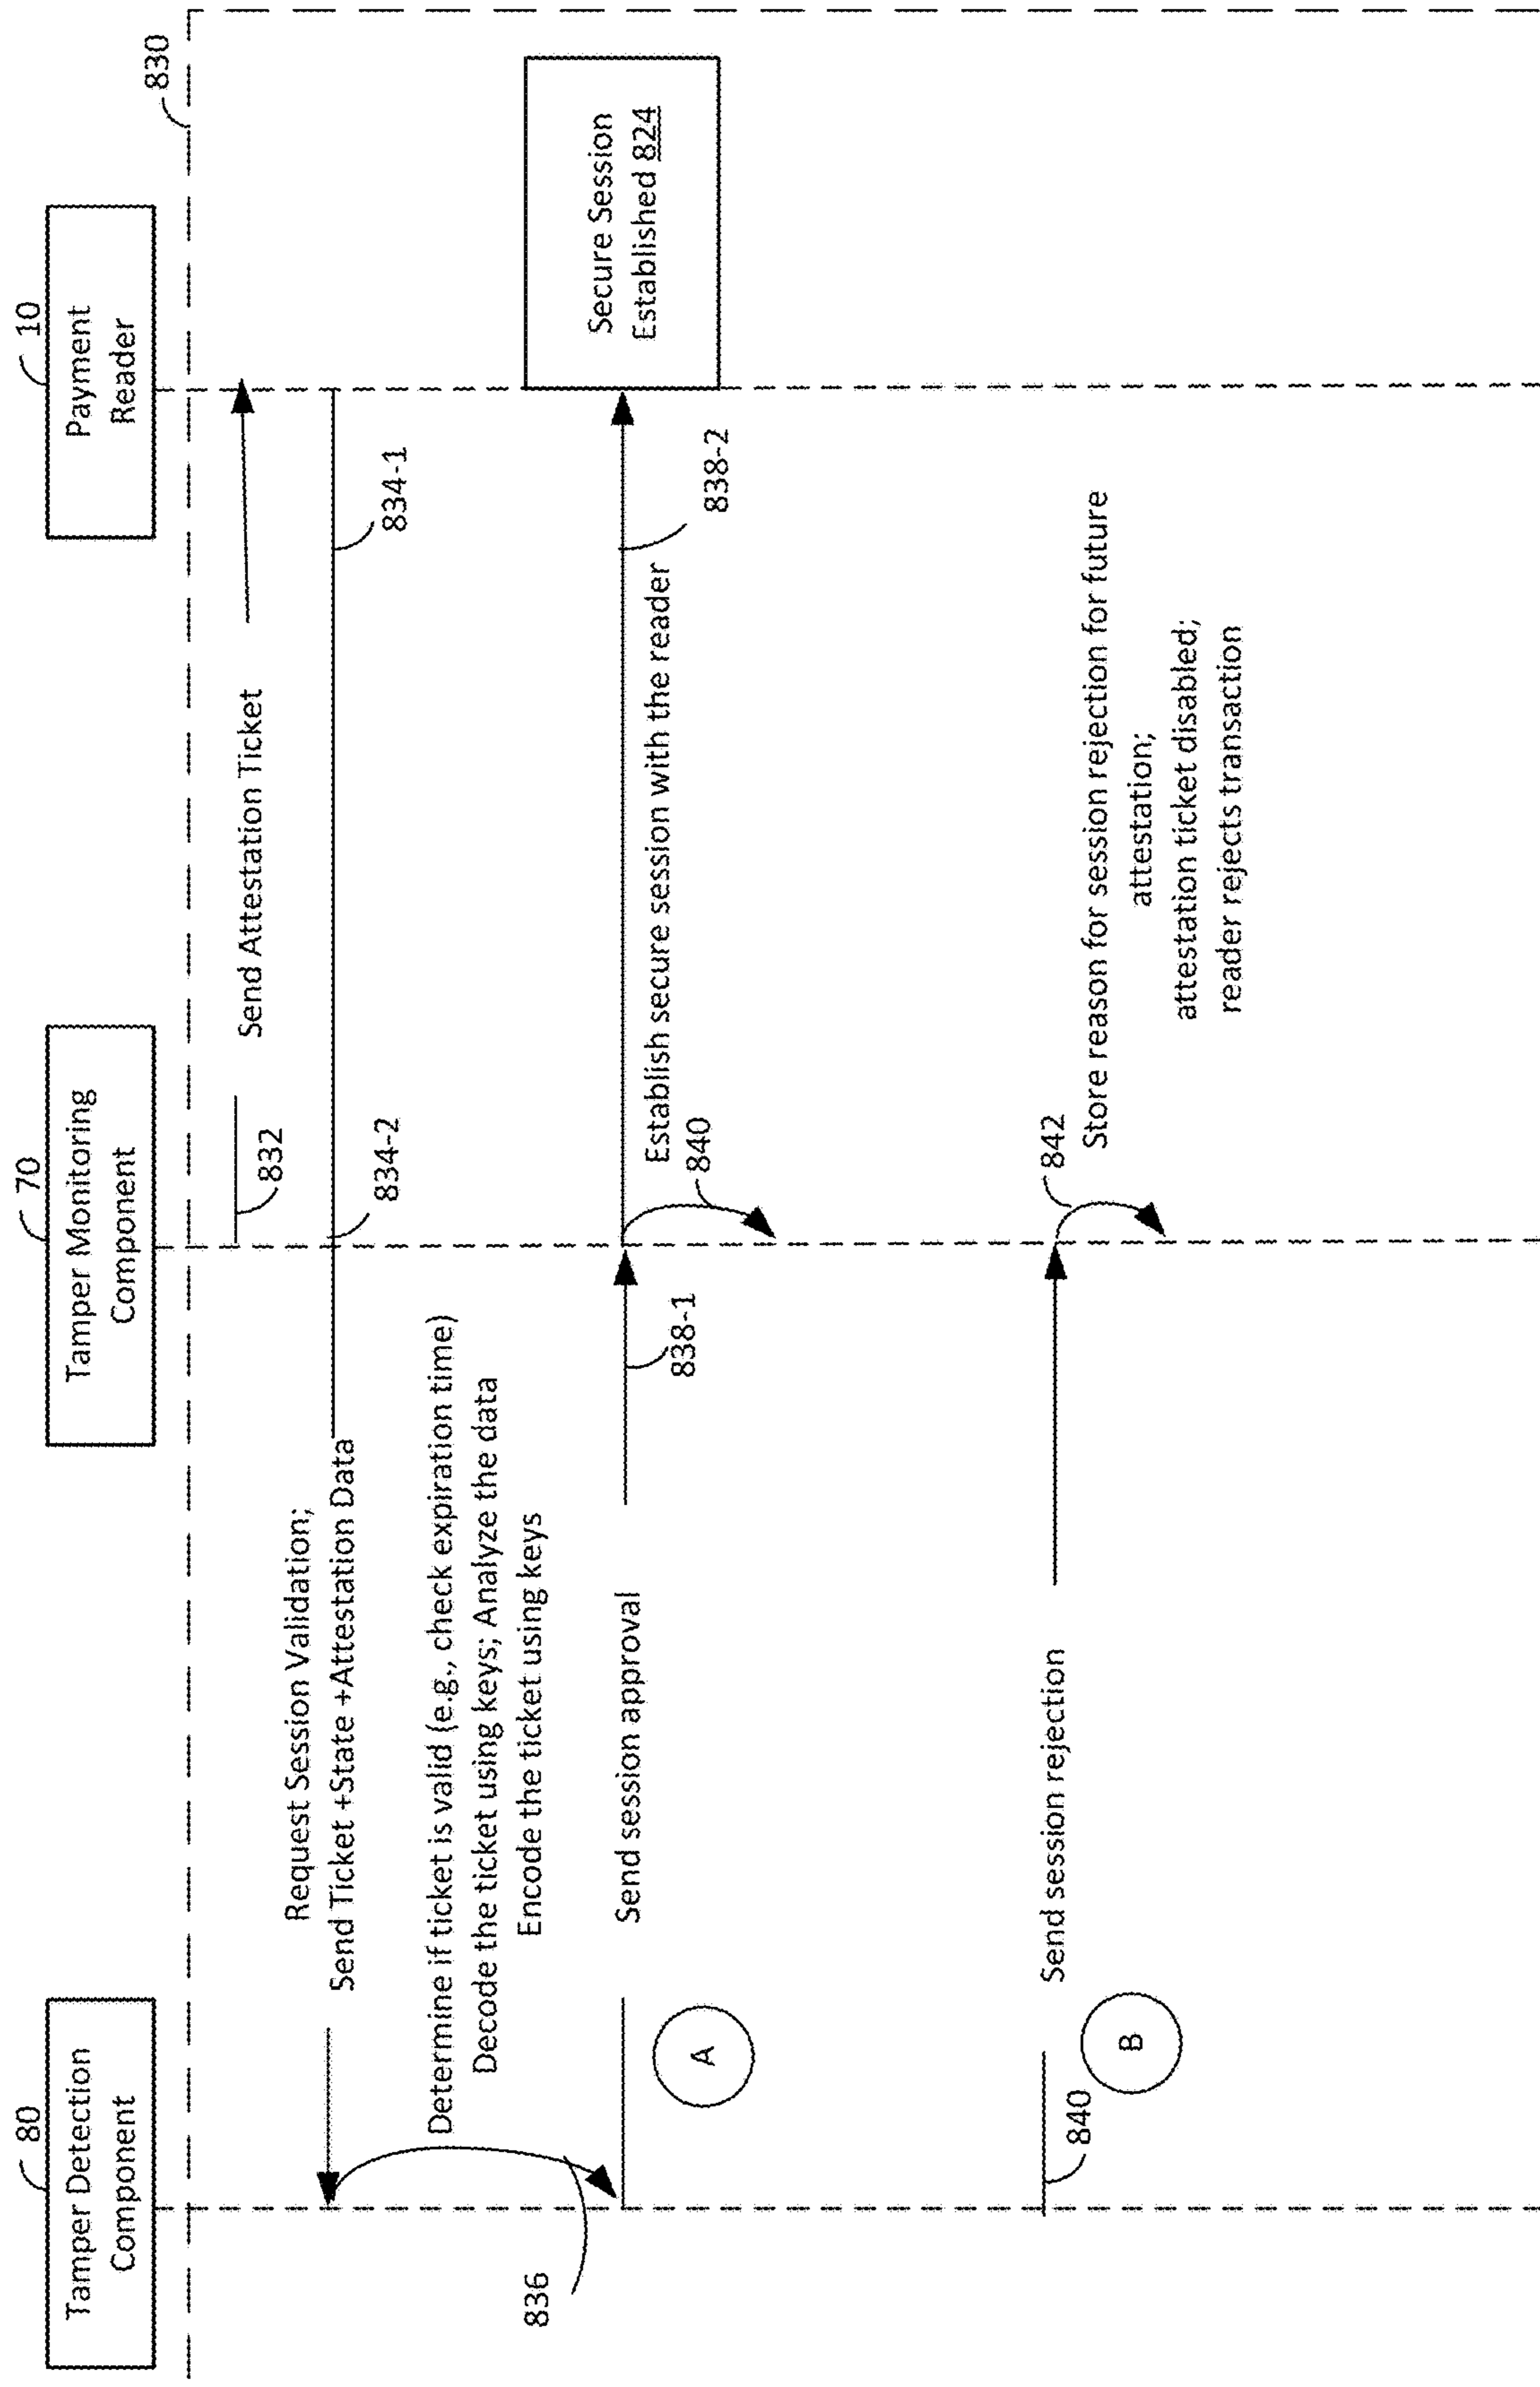 80
Tamper Detection
Component
70
Tamper Monitoring
Component
10
Payment
Reader
830
832
Send Attestation Ticket
Request Session Validation;
Send Ticket +State +Attestation Data
834-2
834-1
Determine if ticket is valid (e.g., check expiration time)
Decode the ticket using keys; Analyze the data
Encode the ticket using keys
836
Send session approval
A
838-1
Establish secure session with the reader
838-2
840
Secure Session
Established 824
840
B
Send session rejection
842
Store reason for session rejection for future
attestation;
attestation ticket disabled;
reader rejects transaction